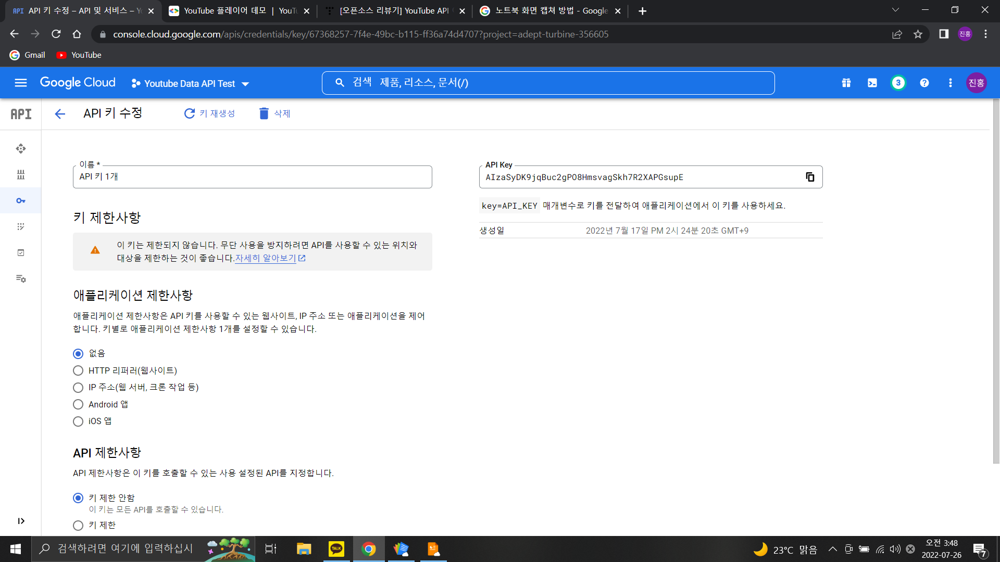 API API 키 수정 – API 및 서비스 – Yo
YouTube 플레이어 데모 | YouTu
[오픈소스 리뷰기] YouTube API
노트북 화면 캡쳐 방법 - Google
console.cloud.google.com/apis/credentials/key/67368257-7f4e-49bc-b115-ff36a74d4707?project=adept-turbine-356605
진홍
Gmail
YouTube
Google Cloud
Youtube Data API Test
검색 제품, 리소스, 문서(/)
3
진홍
API
API 키 수정
키 재생성
삭제
이름 *
API 키 1개
API Key
AIzaSyDK9jqBuc2gPO8HmsvagSkh7R2XAPGsupE
key=API_KEY 매개변수로 키를 전달하여 애플리케이션에서 이 키를 사용하세요.
생성일 2022년 7월 17일 PM 2시 24분 20초 GMT+9
키 제한사항
이 키는 제한되지 않습니다. 무단 사용을 방지하려면 API를 사용할 수 있는 위치와
대상을 제한하는 것이 좋습니다.자세히 알아보기
애플리케이션 제한사항
애플리케이션 제한사항은 API 키를 사용할 수 있는 웹사이트, IP 주소 또는 애플리케이션을 제어
합니다. 키별로 애플리케이션 제한사항 1개를 설정할 수 있습니다.
없음
HTTP 리퍼러(웹사이트)
IP 주소(웹 서버, 크론 작업 등)
Android 앱
iOS 앱
API 제한사항
API 제한사항은 이 키를 호출할 수 있는 사용 설정된 API를 지정합니다.
키 제한 안함
이 키는 모든 API를 호출할 수 있습니다.
키 제한
검색하려면 여기에 입력하십시
TALK
23°C 맑음
오전 3:48
2022-07-26
7